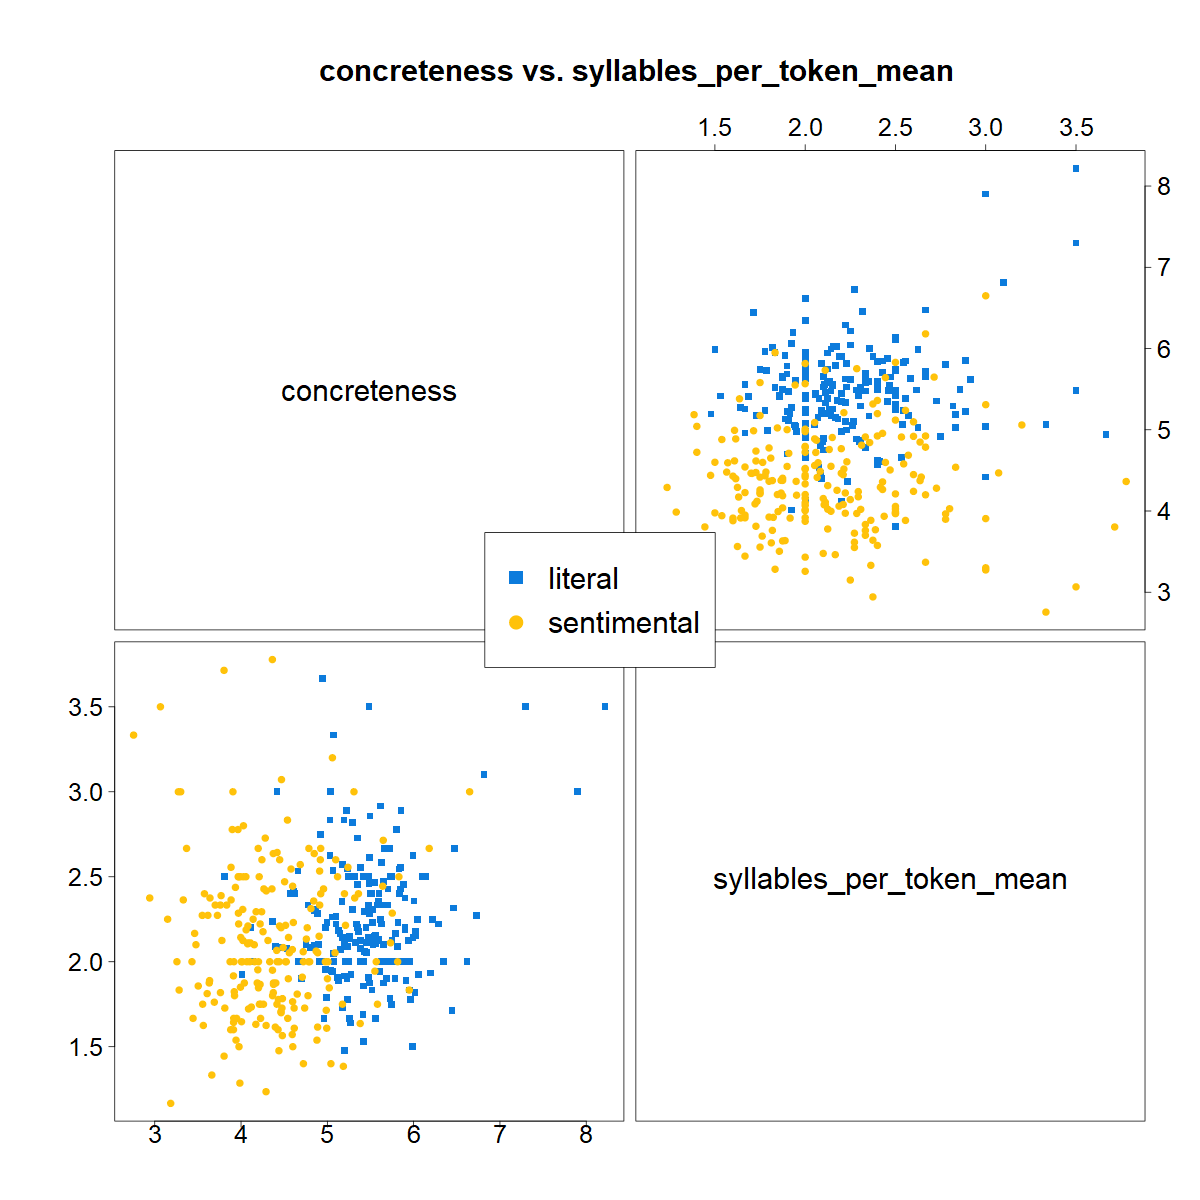 concreteness vs. syllables_per_token_mean
1.5 2.0 2.5 3.0 3.5
concreteness
8
7
6
5
4
3
literal
sentimental
3.5
3.0
2.5
2.0
1.5
syllables_per_token_mean
3 4 5 6 7 8